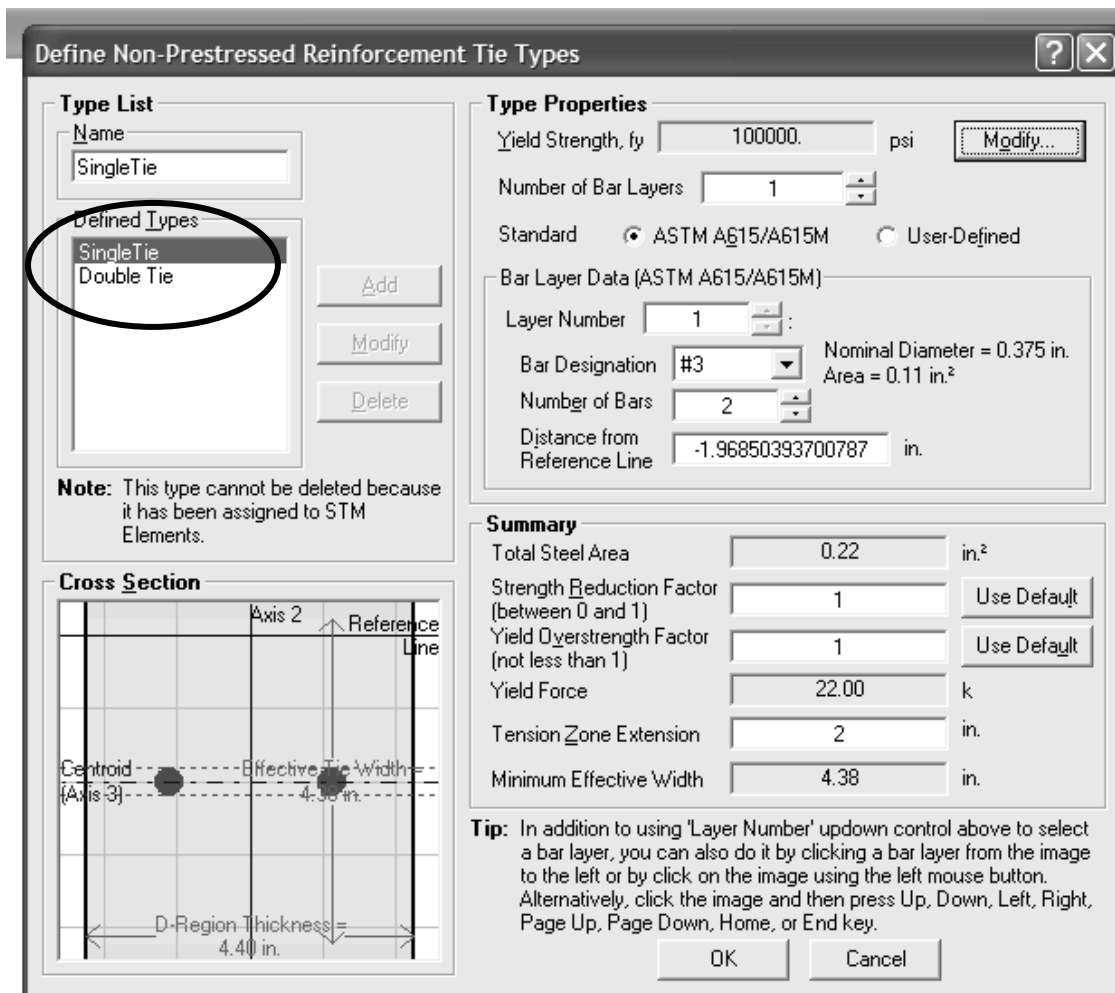 Define Non-Prestressed Reinforcement Tie Types
Type List
Name
SingleTie
Defined Types
SingleTie
Double Tie
Add
Modify
Delete
Note: This type cannot be deleted because
it has been assigned to STM
Elements.
Cross Section
Axis 2
Reference
Line
Centroid
(Axis 3)
Effective Tie Width =
4.38 in.
D-Region Thickness =
4.40 in.
Type Properties
Yield Strength, fy 100000. psi Modify...
Number of Bar Layers 1
Standard ASTM A615/A615M User-Defined
Bar Layer Data (ASTM A615/A615M)
Layer Number 1 :
Bar Designation #3 Nominal Diameter = 0.375 in.
Area = 0.11 in.²
Number of Bars 2
Distance from
Reference Line -1.96850393700787 in.
Summary
Total Steel Area 0.22 in.²
Strength Reduction Factor
(between 0 and 1) 1 Use Default
Yield Overstrength Factor
(not less than 1) 1 Use Default
Yield Force 22.00 k
Tension Zone Extension 2 in.
Minimum Effective Width 4.38 in.
Tip: In addition to using 'Layer Number' updown control above to select
a bar layer, you can also do it by clicking a bar layer from the image
to the left or by click on the image using the left mouse button.
Alternatively, click the image and then press Up, Down, Left, Right,
Page Up, Page Down, Home, or End key.
OK Cancel